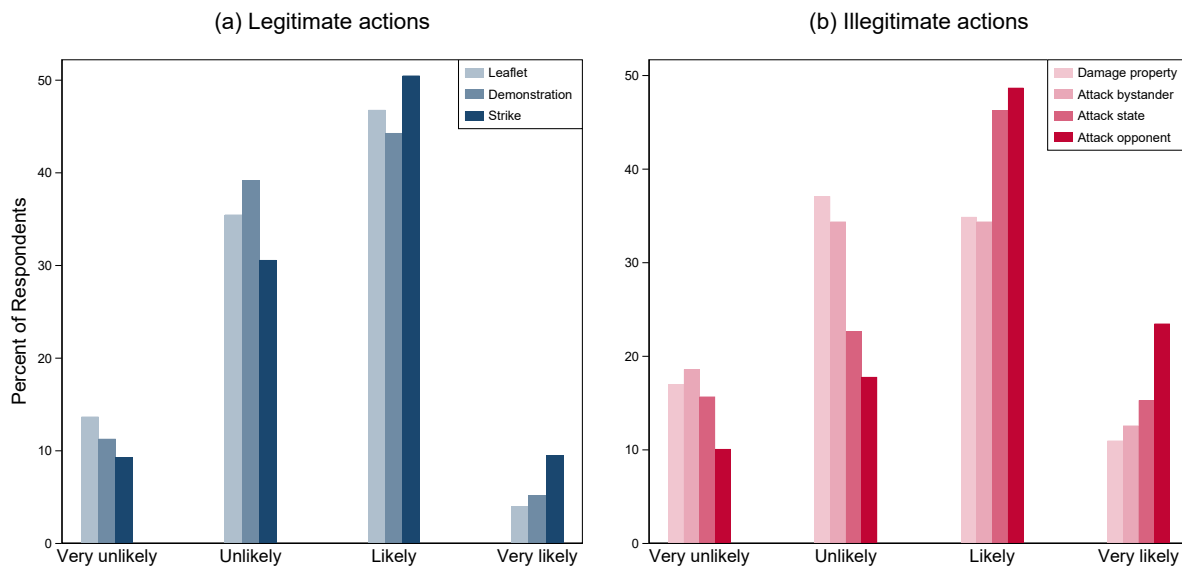 (a) Legitimate actions
Percent of Respondents
50
40
30
20
10
0
Leaflet
Demonstration
Strike
Very unlikely
Unlikely
Likely
Very likely
(b) Illegitimate actions
50
40
30
20
10
0
Damage property
Attack bystander
Attack state
Attack opponent
Very unlikely
Unlikely
Likely
Very likely